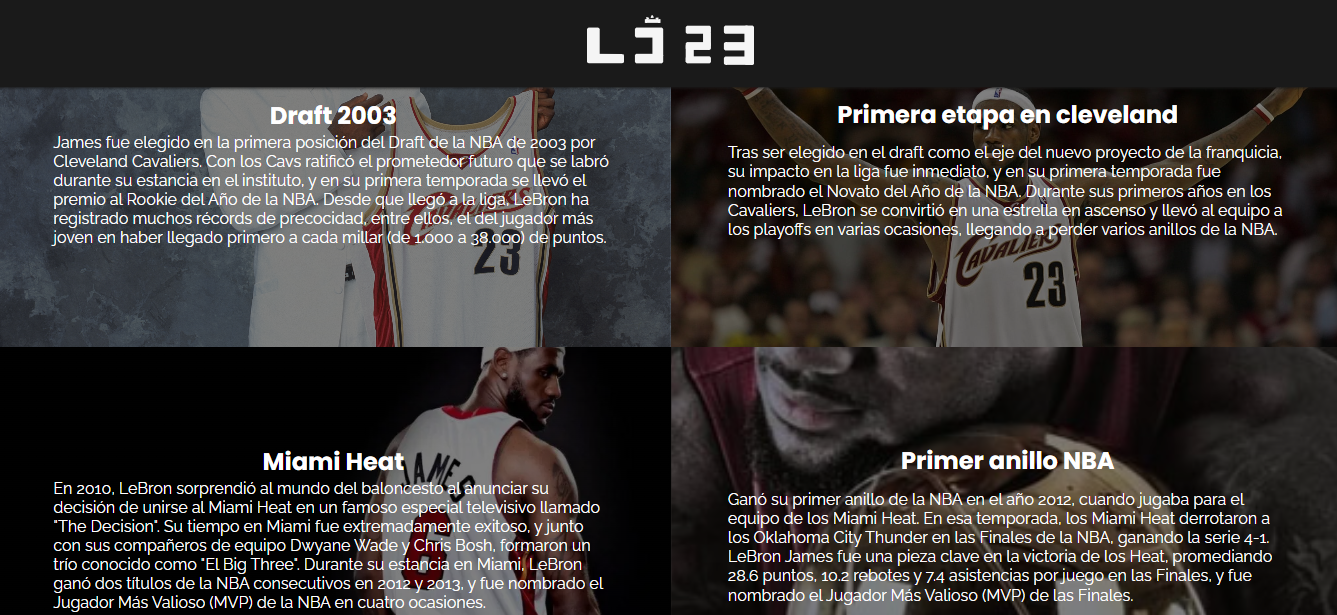 LJ 23
Draft 2003
James fue elegido en la primera posición del Draft de la NBA de 2003 por
Cleveland Cavaliers. Con los Cavs ratificó el prometedor futuro que se labró
durante su estancia en el instituto, y en su primera temporada se llevó el
premio al Rookie del Año de la NBA. Desde que llegó a la liga, LeBron ha
registrado muchos récords de precocidad, entre ellos, el del jugador más
joven en haber llegado primero a cada millar (de 1.000 a 38.000) de puntos.
CAVALIERS
23
Primera etapa en cleveland
Tras ser elegido en el draft como el eje del nuevo proyecto de la franquicia,
su impacto en la liga fue inmediato, y en su primera temporada fue
nombrado el Novato del Año de la NBA. Durante sus primeros años en los
Cavaliers, LeBron se convirtió en una estrella en ascenso y llevó al equipo a
los playoffs en varias ocasiones, llegando a perder varios anillos de la NBA.
CAVALIERS
23
Miami Heat
JAMES
6
En 2010, LeBron sorprendió al mundo del baloncesto al anunciar su
decisión de unirse al Miami Heat en un famoso especial televisivo llamado
"The Decision". Su tiempo en Miami fue extremadamente exitoso, y junto
con sus compañeros de equipo Dwyane Wade y Chris Bosh, formaron un
trío conocido como "El Big Three". Durante su estancia en Miami, LeBron
ganó dos títulos de la NBA consecutivos en 2012 y 2013, y fue nombrado el
Jugador Más Valioso (MVP) de la NBA en cuatro ocasiones.
Primer anillo NBA
Ganó su primer anillo de la NBA en el año 2012, cuando jugaba para el
equipo de los Miami Heat. En esa temporada, los Miami Heat derrotaron a
los Oklahoma City Thunder en las Finales de la NBA, ganando la serie 4-1.
LeBron James fue una pieza clave en la victoria de los Heat, promediando
28.6 puntos, 10.2 rebotes y 7.4 asistencias por juego en las Finales, y fue
nombrado el Jugador Más Valioso (MVP) de las Finales.